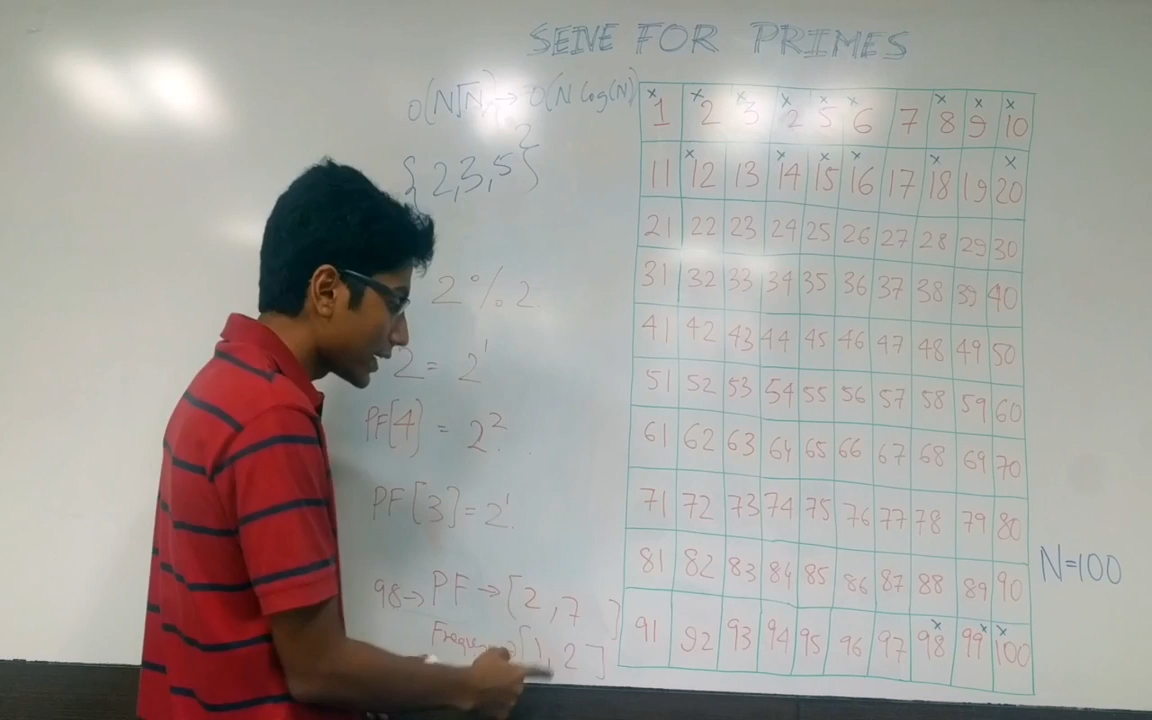 SEIVE FOR PRIMES
O(N√N) → O(N log(N))
{2,3,5}
2 % 2
2 = 2¹
PF[4] = 2²
PF[3] = 2¹
98 → PF → [2, 7 ]
[1, 2 ]
1 2 3 2 5 6 7 8 9 10
11 12 13 14 15 16 17 18 19 20
21 22 23 24 25 26 27 28 29 30
31 32 33 34 35 36 37 38 39 40
41 42 43 44 45 46 47 48 49 50
51 52 53 54 55 56 57 58 59 60
61 62 63 64 65 66 67 68 69 70
71 72 73 74 75 76 77 78 79 80
81 82 83 84 85 86 87 88 89 90
91 92 93 94 95 96 97 98 99 100
N=100